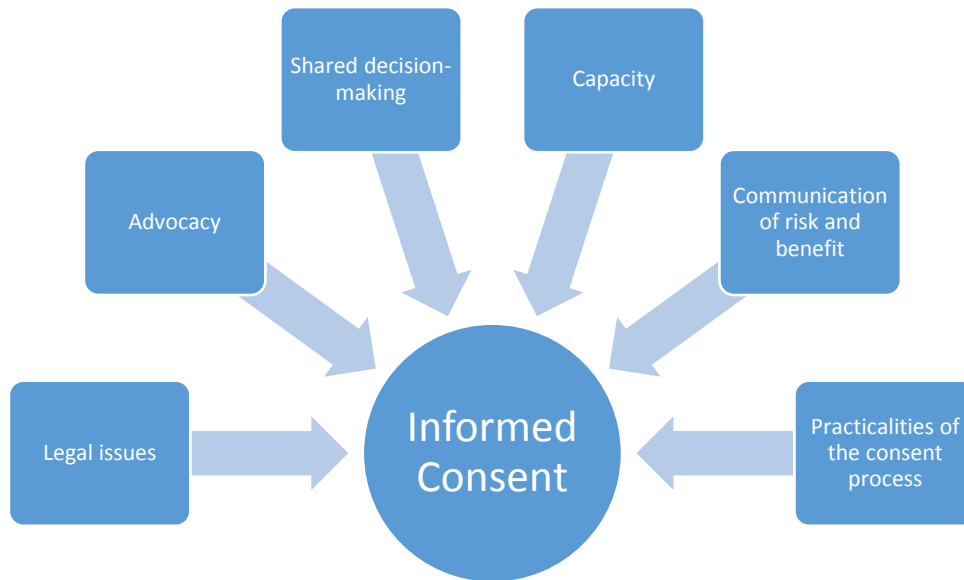 Shared decision-
making
Capacity
Advocacy
Communication
of risk and
benefit
Legal issues
Informed
Consent
Practicalities of
the consent
process